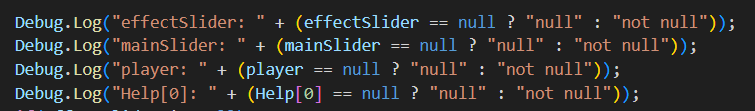 Debug.Log("effectSlider: " + (effectSlider == null ? "null" : "not null"));
Debug.Log("mainSlider: " + (mainSlider == null ? "null" : "not null"));
Debug.Log("player: " + (player == null ? "null" : "not null"));
Debug.Log("Help[0]: " + (Help[0] == null ? "null" : "not null"));